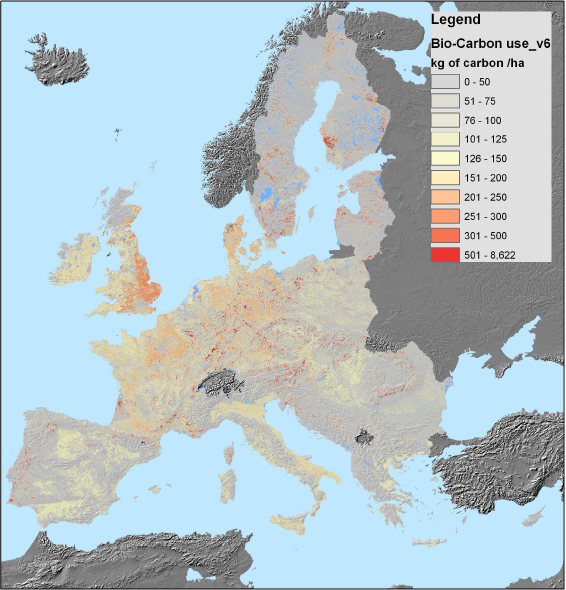 Legend
Bio-Carbon use_v6
kg of carbon /ha
0 - 50
51 - 75
76 - 100
101 - 125
126 - 150
151 - 200
201 - 250
251 - 300
301 - 500
501 - 8,622